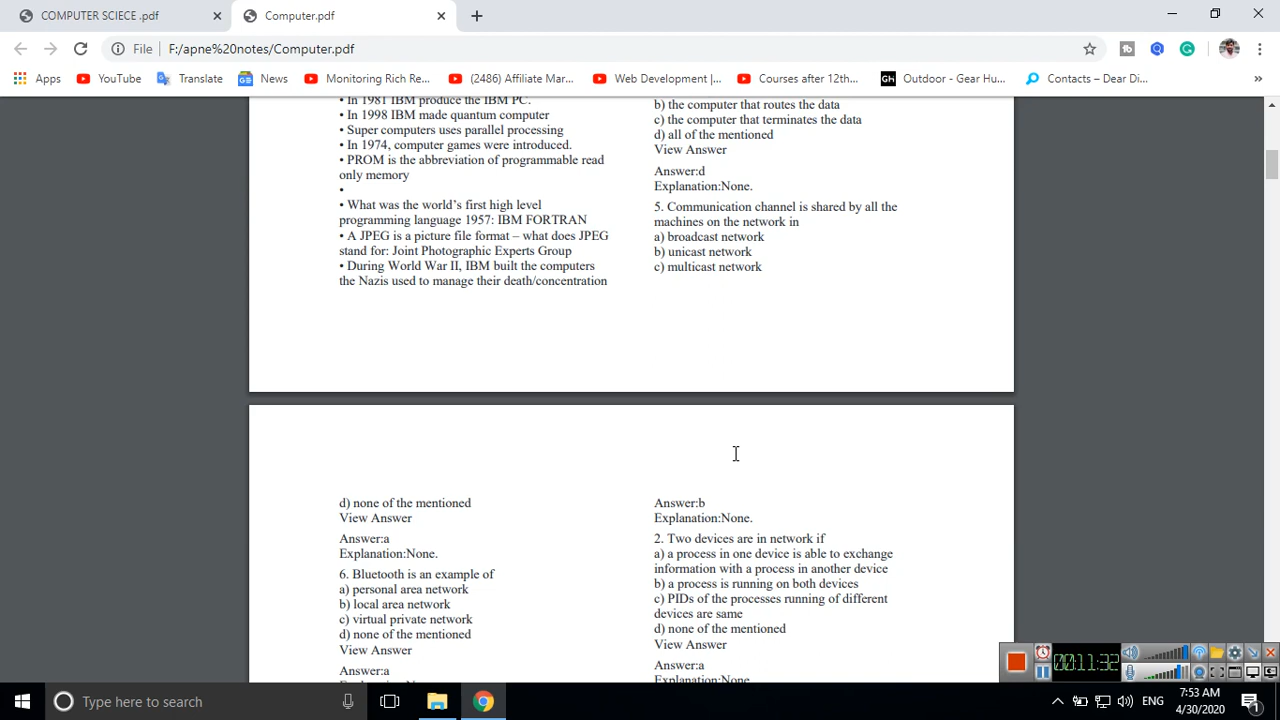 COMPUTER SCIECE .pdf
Computer.pdf
File
F:/apne%20notes/Computer.pdf
Apps
YouTube
Translate
News
Monitoring Rich Re...
(2486) Affiliate Mar...
Web Development |...
Courses after 12th...
GH
Outdoor – Gear Hu...
Contacts – Dear Di...
»
• In 1981 IBM produce the IBM PC.
• In 1998 IBM made quantum computer
• Super computers uses parallel processing
• In 1974, computer games were introduced.
• PROM is the abbreviation of programmable read
only memory
•
• What was the world's first high level
programming language 1957: IBM FORTRAN
• A JPEG is a picture file format – what does JPEG
stand for: Joint Photographic Experts Group
• During World War II, IBM built the computers
the Nazis used to manage their death/concentration
b) the computer that routes the data
c) the computer that terminates the data
d) all of the mentioned
View Answer
Answer:d
Explanation:None.
5. Communication channel is shared by all the
machines on the network in
a) broadcast network
b) unicast network
c) multicast network
d) none of the mentioned
View Answer
Answer:a
Explanation:None.
6. Bluetooth is an example of
a) personal area network
b) local area network
c) virtual private network
d) none of the mentioned
View Answer
Answer:a
Answer:b
Explanation:None.
2. Two devices are in network if
a) a process in one device is able to exchange
information with a process in another device
b) a process is running on both devices
c) PIDs of the processes running of different
devices are same
d) none of the mentioned
View Answer
Answer:a
Explanation:None.
00:11:32
Type here to search
ENG
7:53 AM
4/30/2020
1